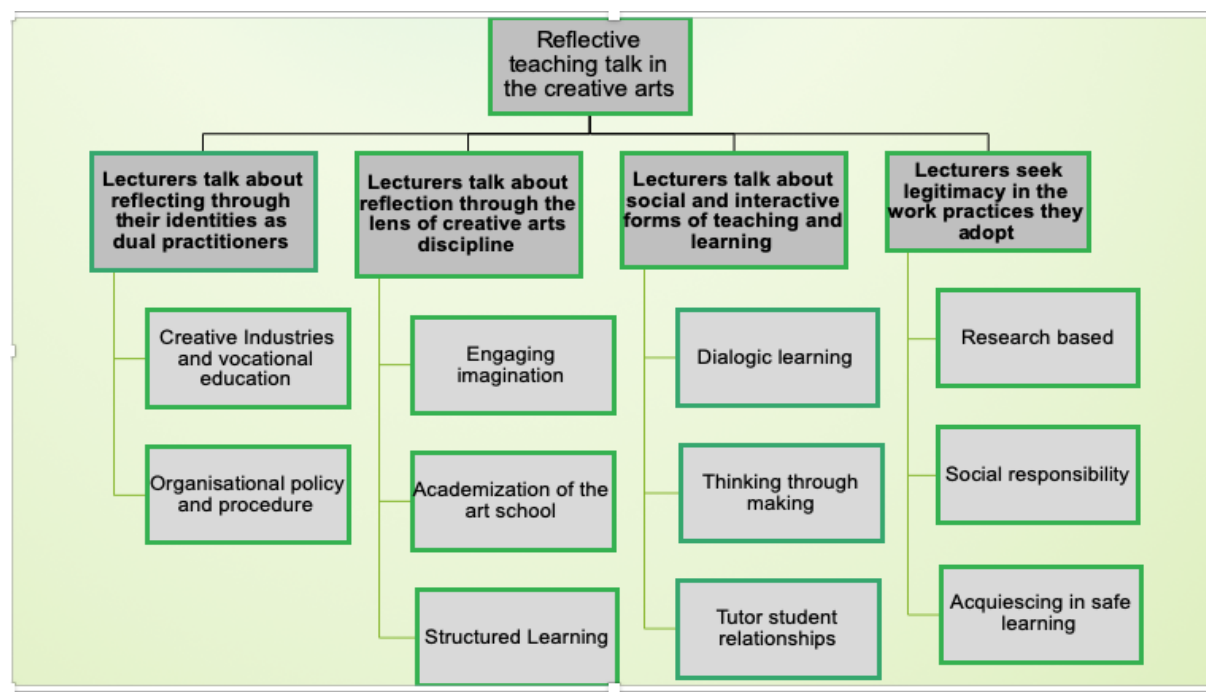 Reflective
teaching talk in
the creative arts
Lecturers talk about
reflecting through
their identities as
dual practitioners
Creative Industries
and vocational
education
Organisational policy
and procedure
Lecturers talk about
reflection through the
lens of creative arts
discipline
Engaging
imagination
Academization of the
art school
Structured Learning
Lecturers talk about
social and interactive
forms of teaching and
learning
Dialogic learning
Thinking through
making
Tutor student
relationships
Lecturers seek
legitimacy in the
work practices they
adopt
Research based
Social responsibility
Acquiescing in safe
learning